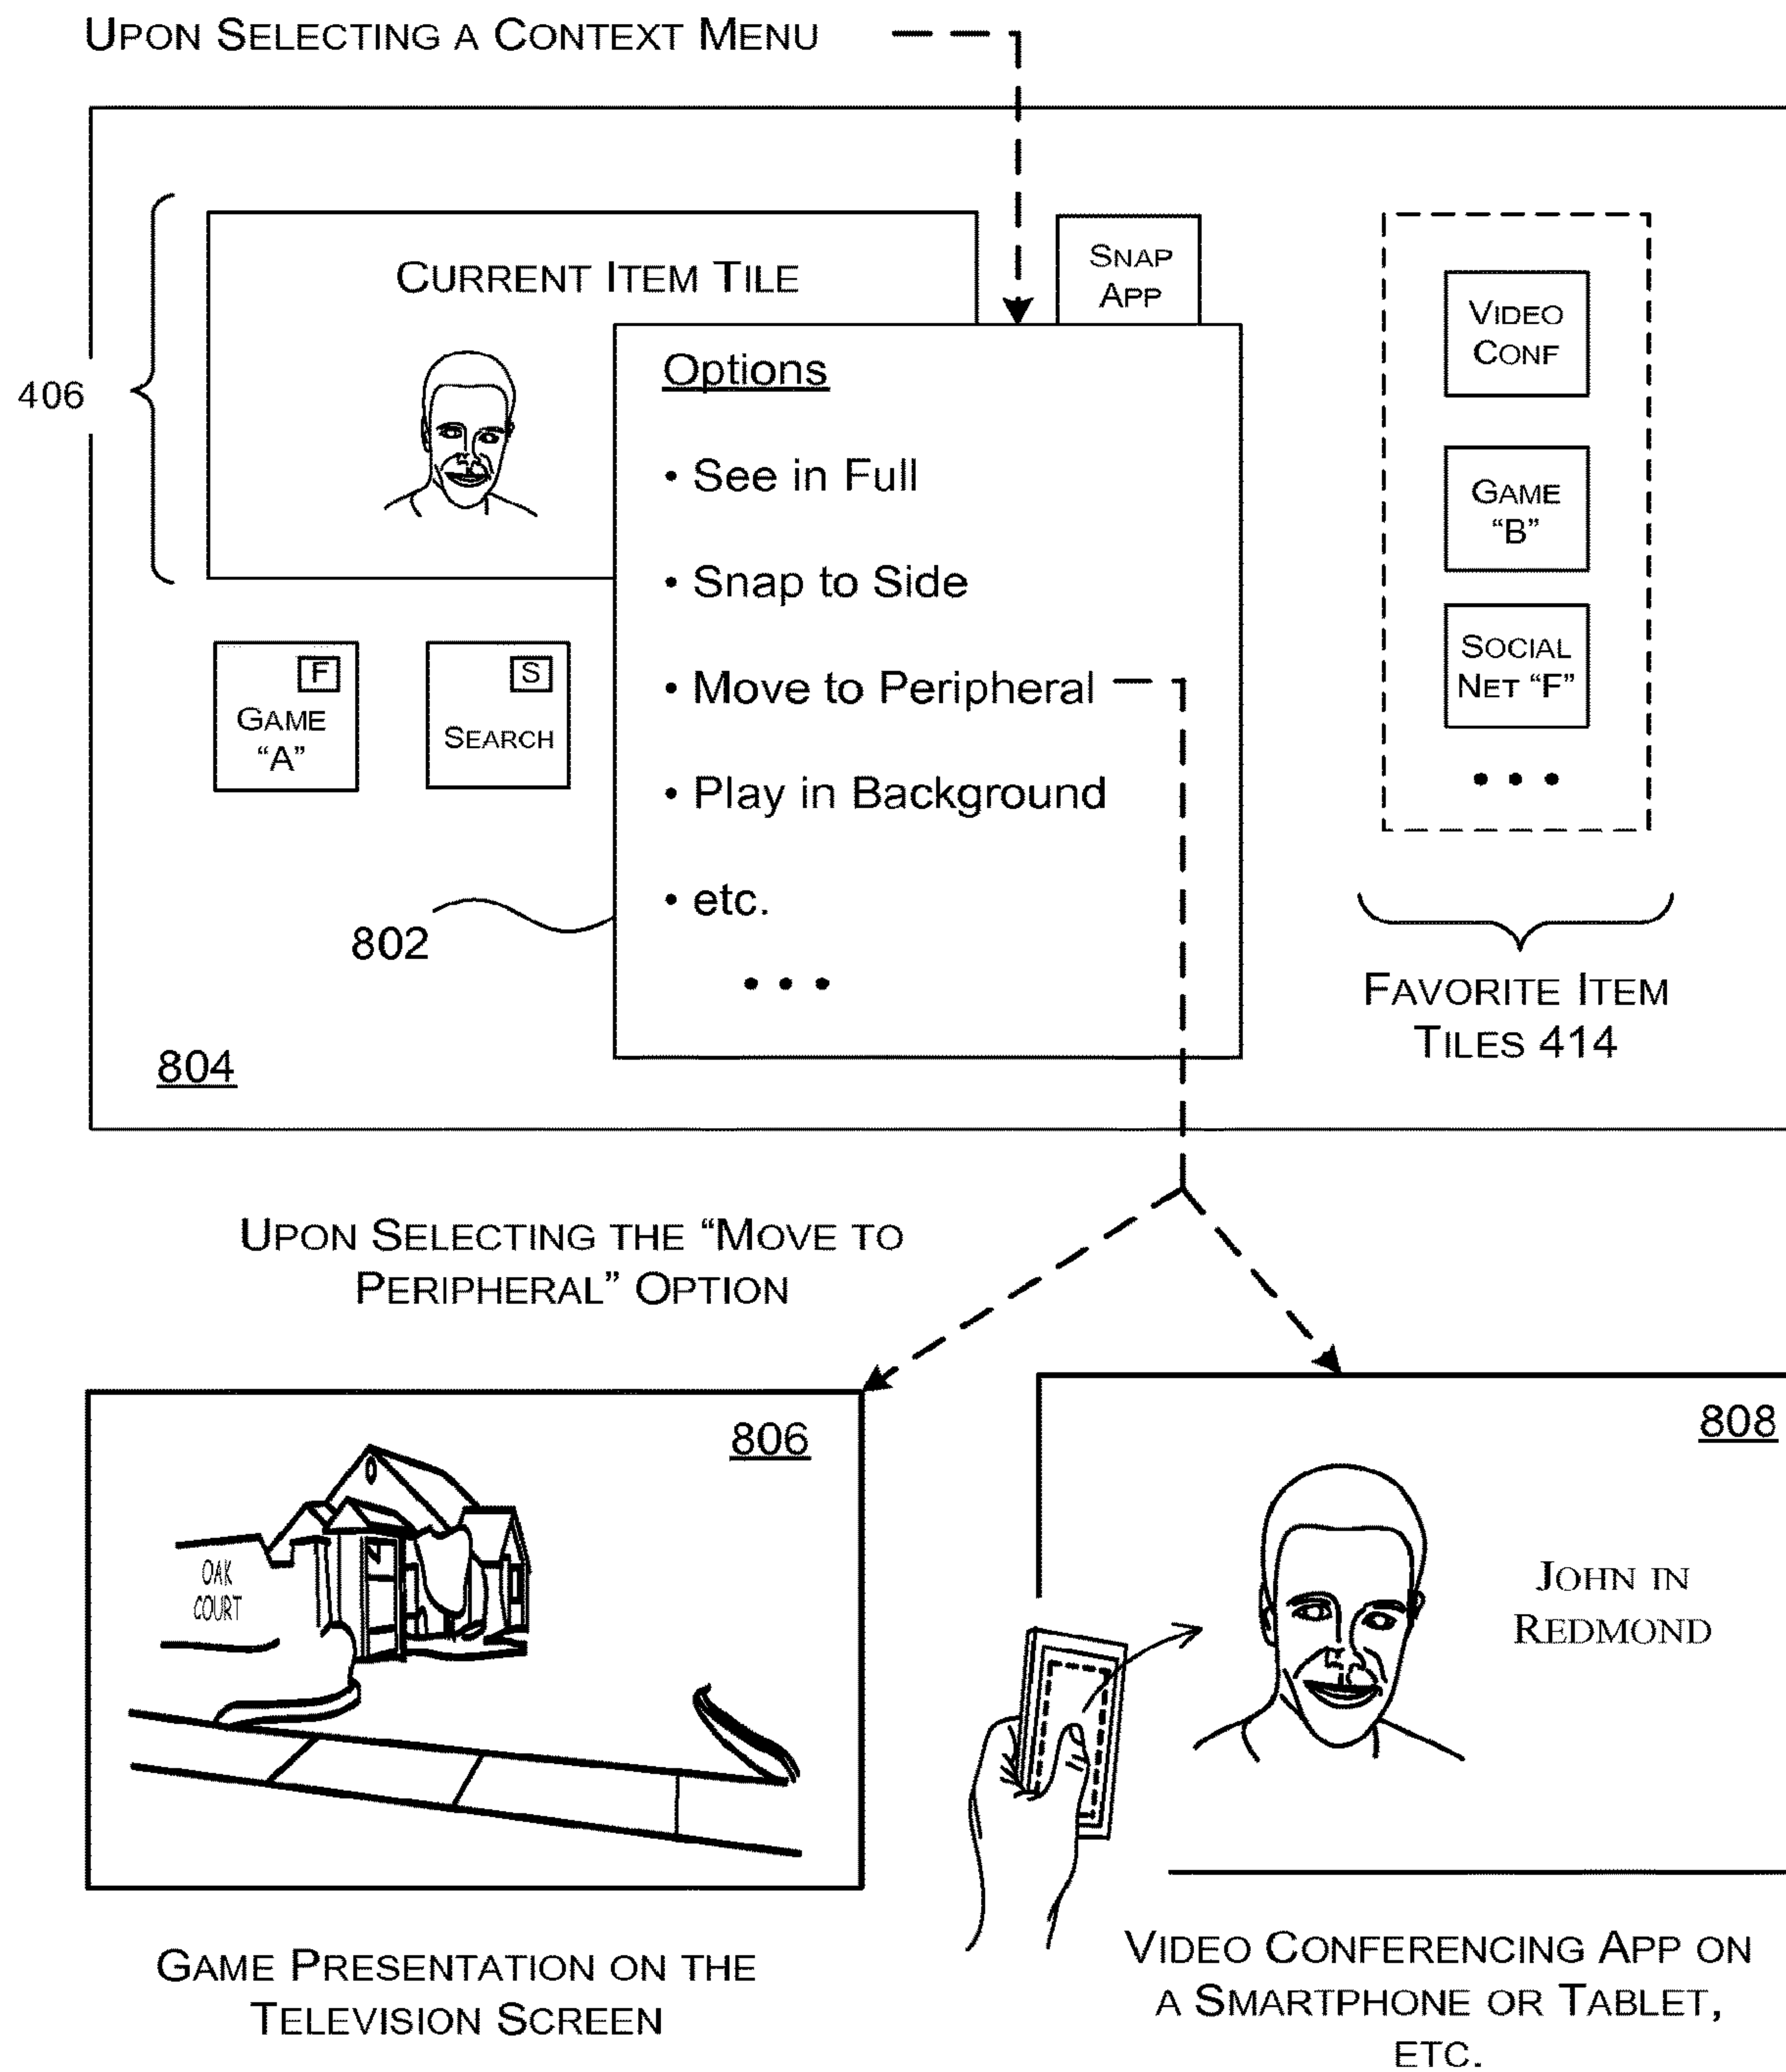 UPON SELECTING A CONTEXT MENU
406
CURRENT ITEM TILE
SNAP
APP
Options
• See in Full
• Snap to Side
• Move to Peripheral
• Play in Background
• etc.
• • •
F
GAME
“A”
S
SEARCH
802
804
VIDEO
CONF
GAME
“B”
SOCIAL
NET “F”
• • •
FAVORITE ITEM
TILES 414
UPON SELECTING THE “MOVE TO
PERIPHERAL” OPTION
806
OAK
COURT
GAME PRESENTATION ON THE
TELEVISION SCREEN
808
JOHN IN
REDMOND
VIDEO CONFERENCING APP ON
A SMARTPHONE OR TABLET,
ETC.